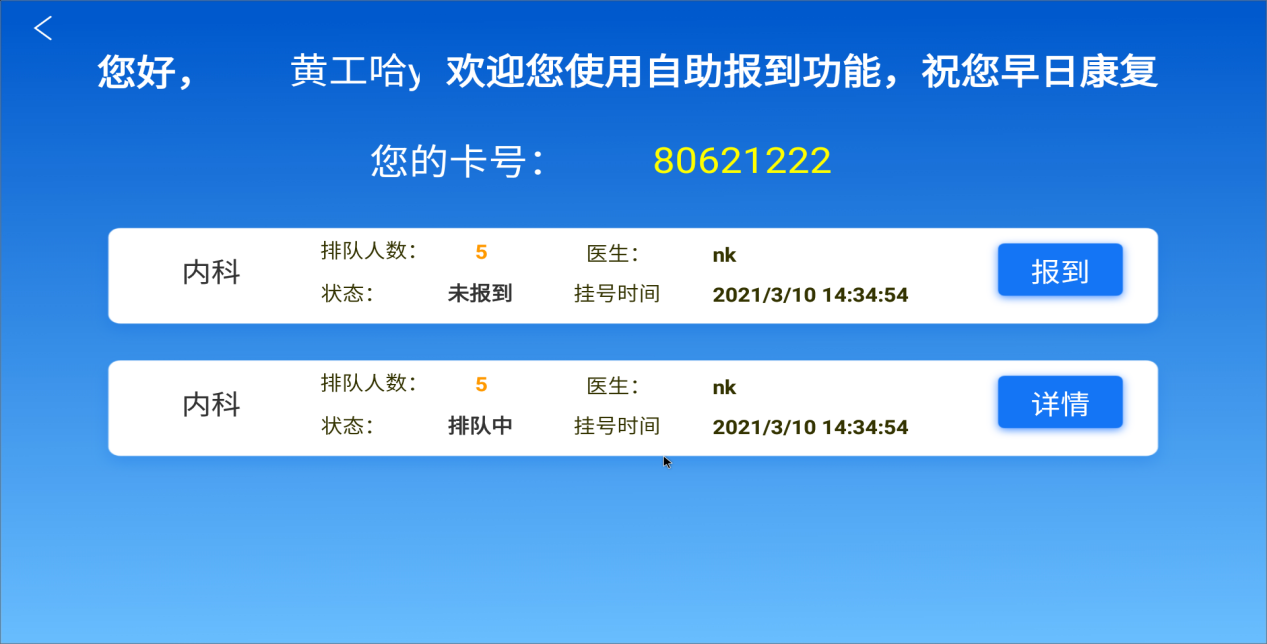 您好， 黄工哈y 欢迎您使用自助报到功能，祝您早日康复
您的卡号： 80621222
内科 排队人数： 5 医生： nk 报到
状态： 未报到 挂号时间 2021/3/10 14:34:54
内科 排队人数： 5 医生： nk 详情
状态： 排队中 挂号时间 2021/3/10 14:34:54